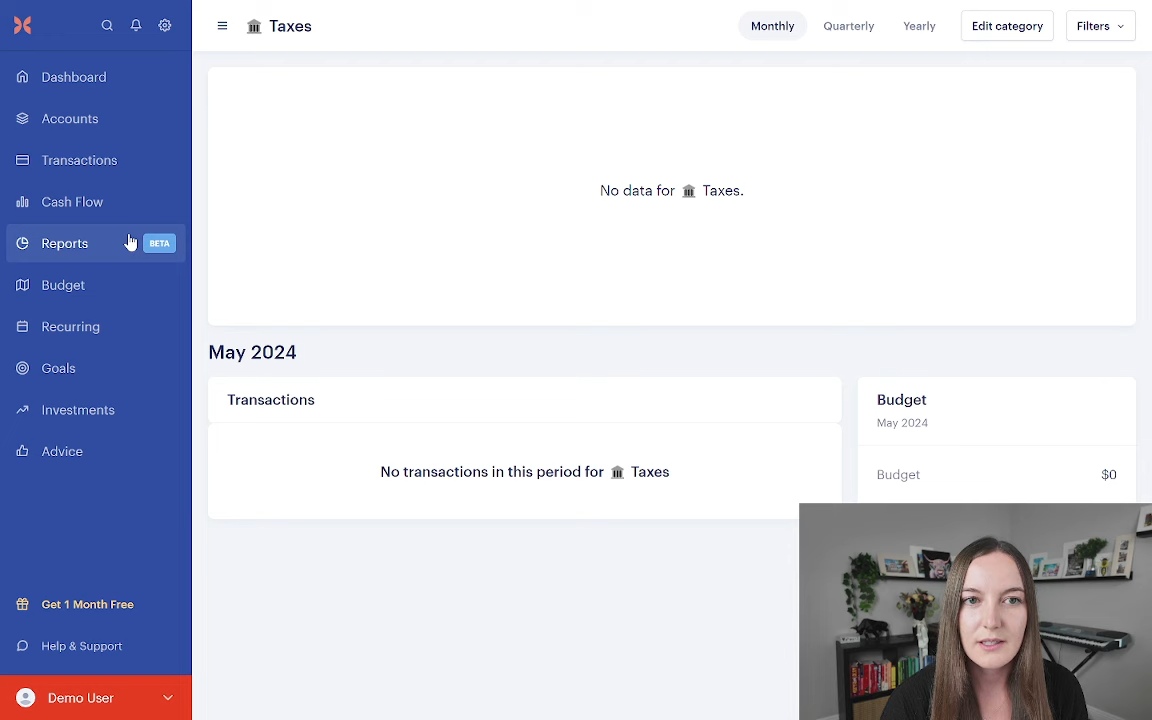 Dashboard
Accounts
Transactions
Cash Flow
Reports
BETA
Budget
Recurring
Goals
Investments
Advice
Get 1 Month Free
Help & Support
Demo User
Taxes
Monthly
Quarterly
Yearly
Edit category
Filters
No data for 🏛️ Taxes.
May 2024
Transactions
No transactions in this period for 🏛️ Taxes
Budget
May 2024
Budget $0